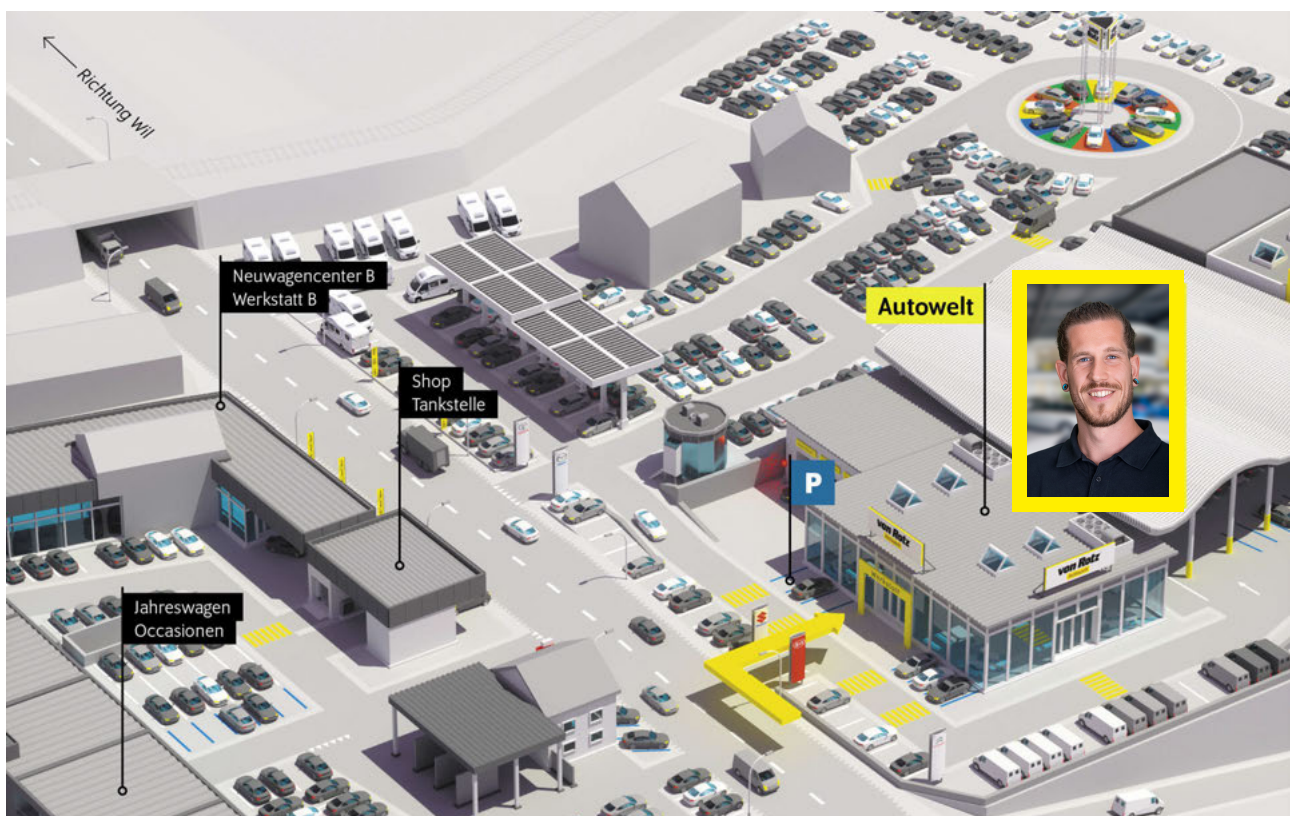 Richtung Wil
Neuwagencenter B
Werkstatt B
Shop
Tankstelle
Autowelt
P
von Rotz
von Rotz
Jahreswagen
Occasionen